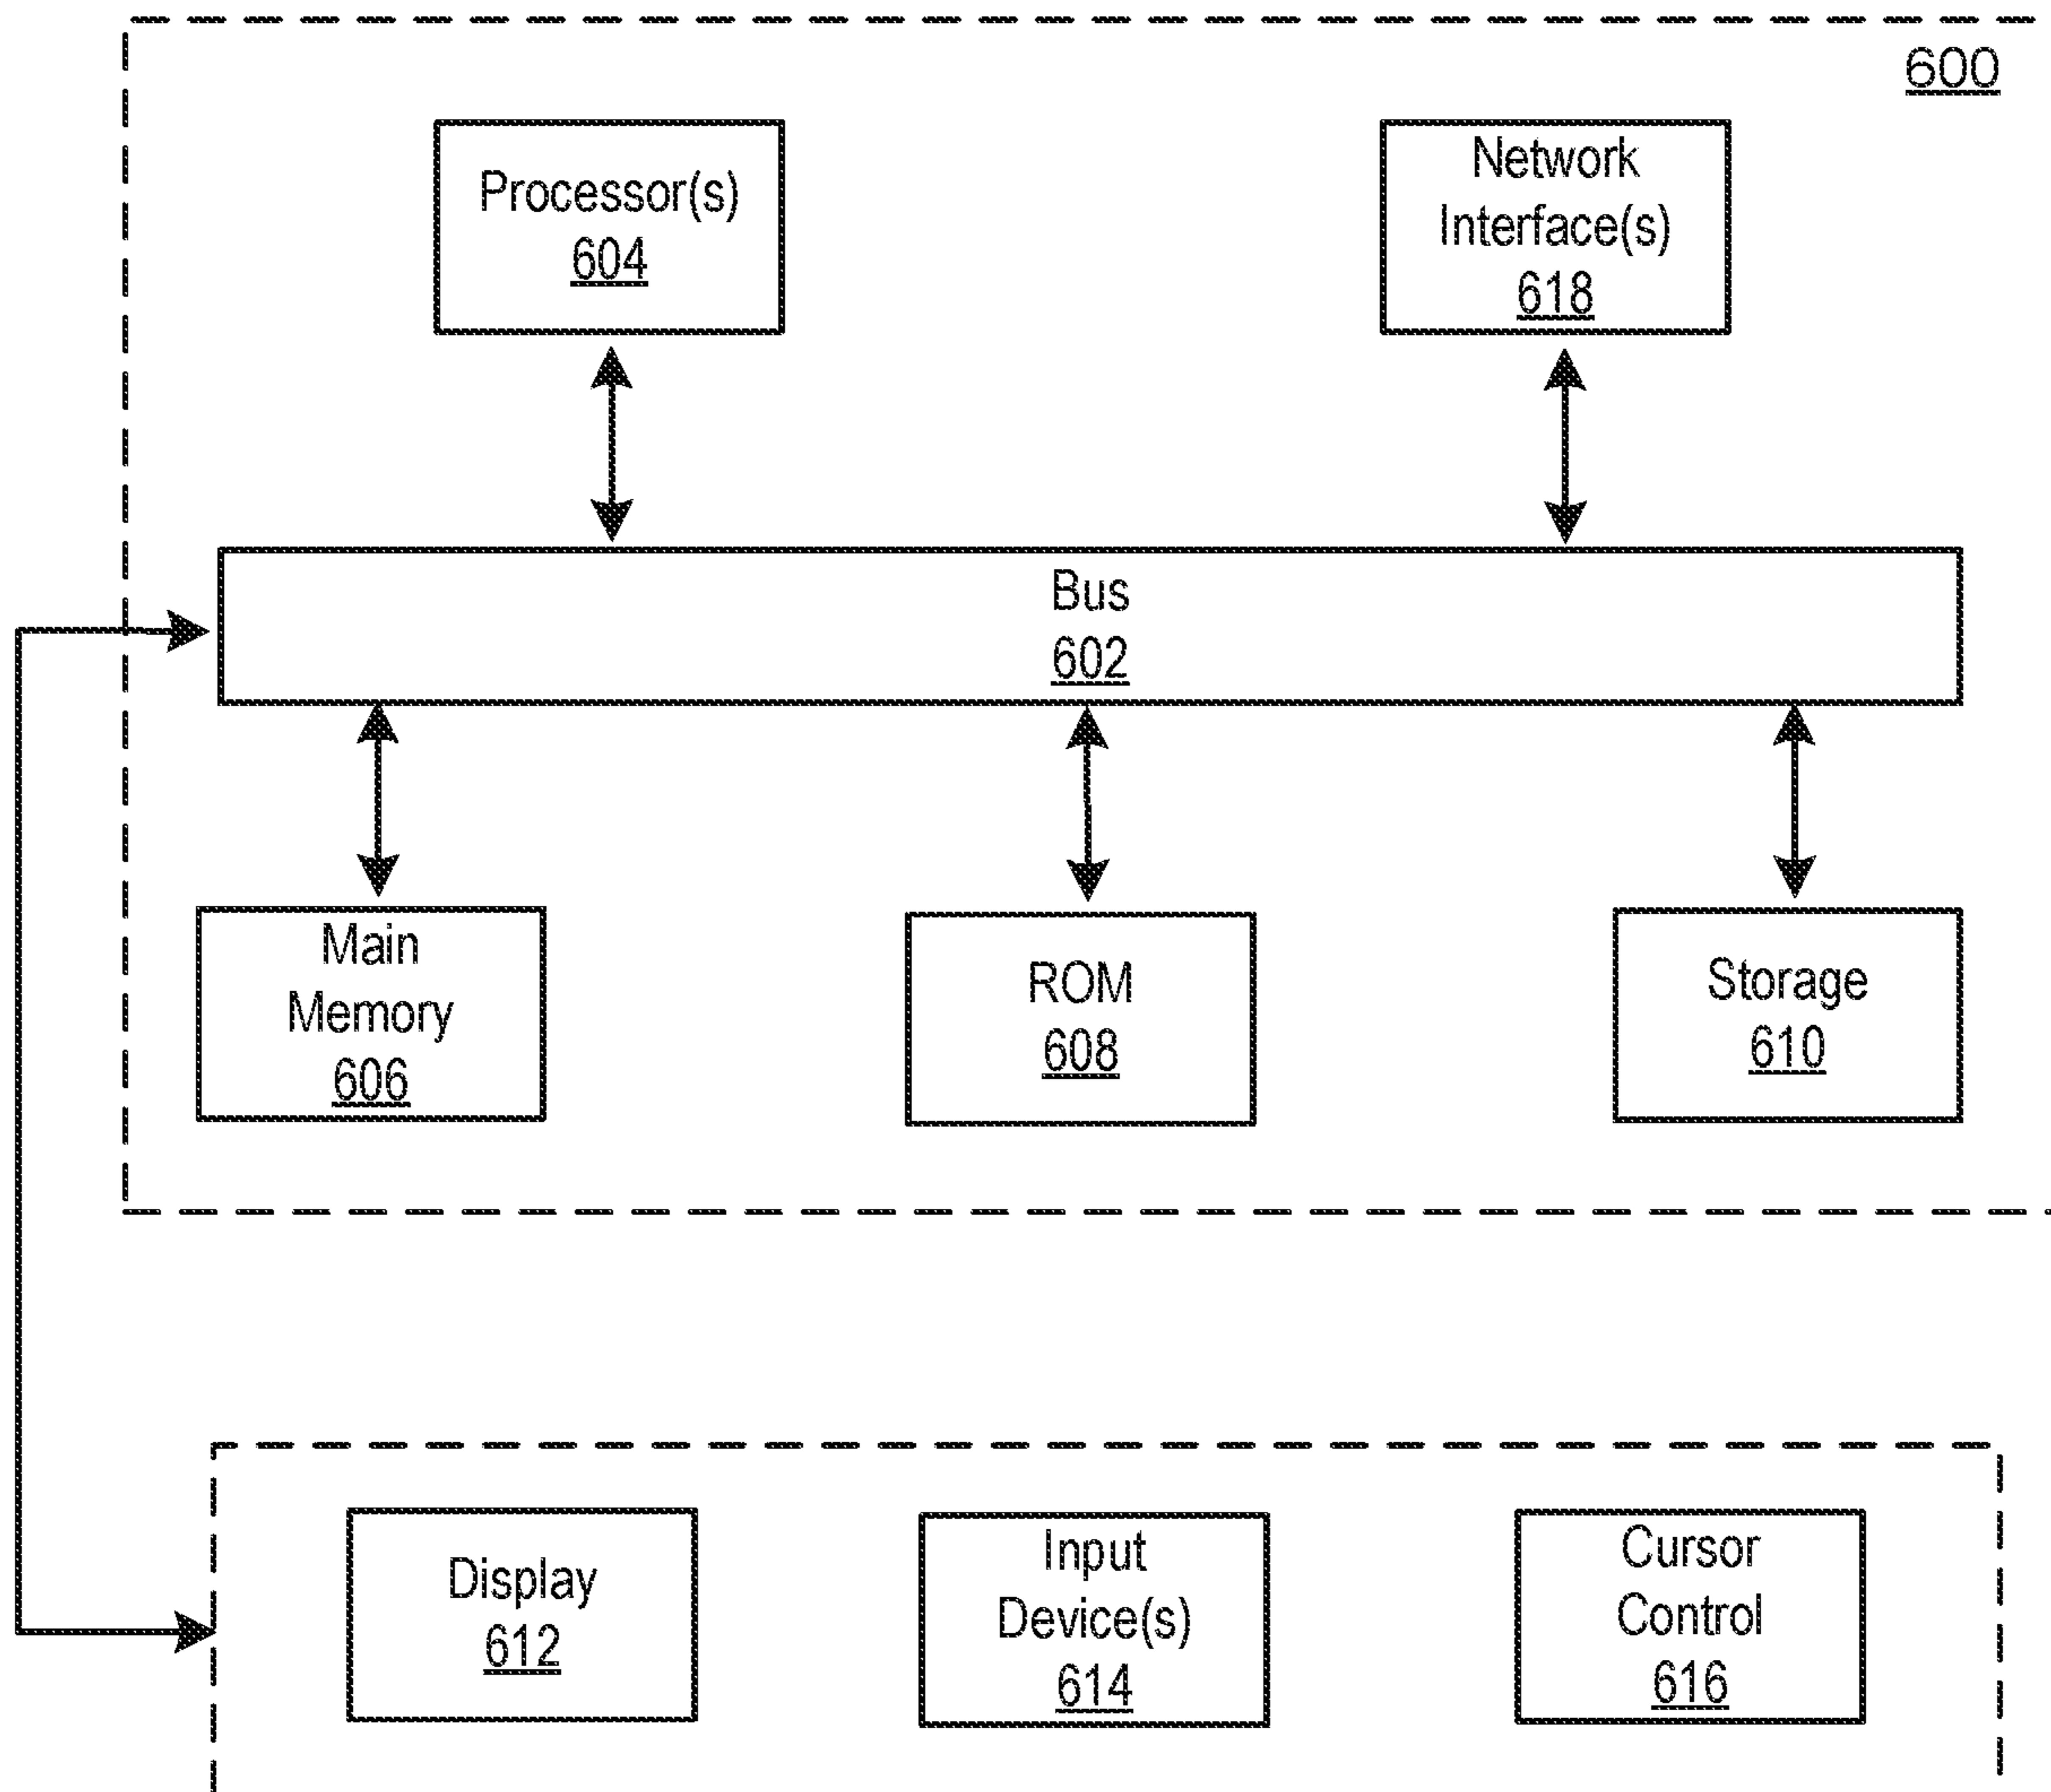 600
Processor(s)
604
Network
Interface(s)
618
Bus
602
Main
Memory
606
ROM
608
Storage
610
Display
612
Input
Device(s)
614
Cursor
Control
616